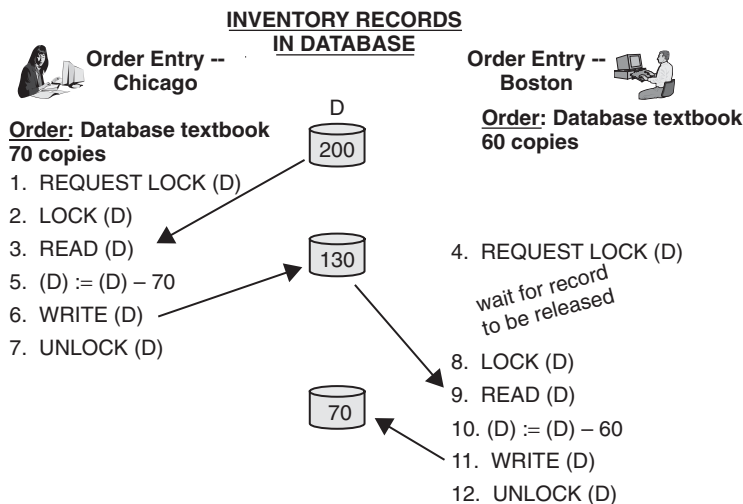 INVENTORY RECORDS
IN DATABASE
Order Entry --
Chicago
Order: Database textbook
70 copies
1. REQUEST LOCK (D)
2. LOCK (D)
3. READ (D)
5. (D) := (D) – 70
6. WRITE (D)
7. UNLOCK (D)
D
200
130
70
Order Entry --
Boston
Order: Database textbook
60 copies
4. REQUEST LOCK (D)
wait for record
to be released
8. LOCK (D)
9. READ (D)
10. (D) := (D) – 60
11. WRITE (D)
12. UNLOCK (D)